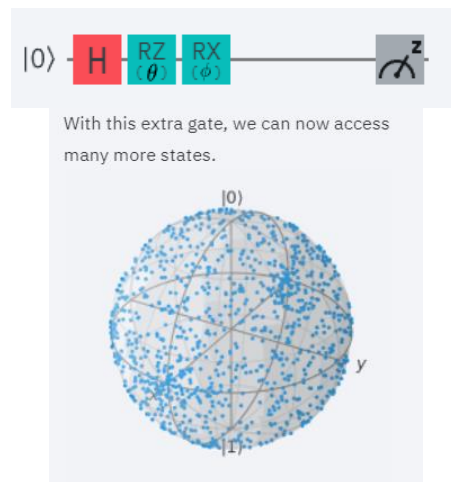 |0⟩ H RZ RX z
(θ) (ϕ)
With this extra gate, we can now access
many more states.
|0⟩
y
|1⟩